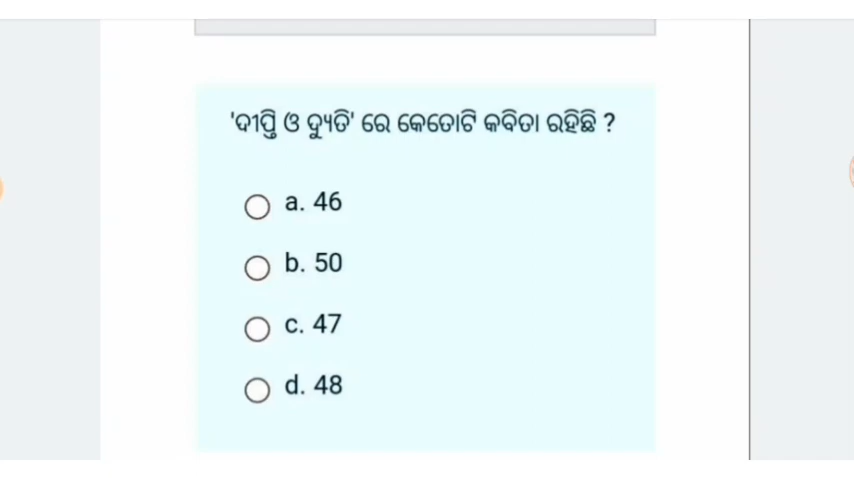 'ଦୀପ୍ତି ଓ ଦ୍ୟୁତି' ରେ କେତୋଟି କବିତା ରହିଛି ?
a. 46
b. 50
c. 47
d. 48